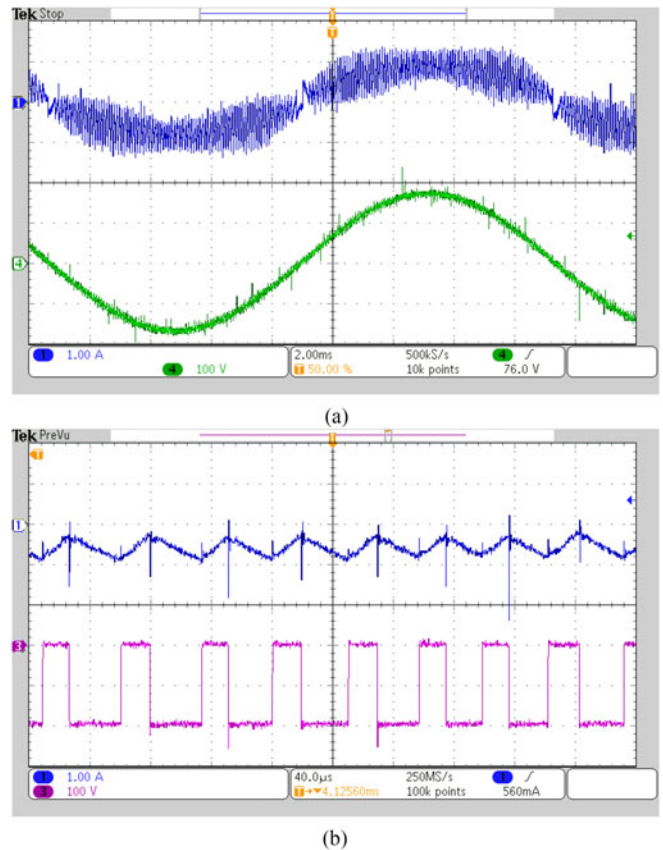 Tek Stop
T
T
1
4
1 1.00 A
4 100 V
2.00ms
T 50.00 %
500kS/s
10k points
4
76.0 V
(a)
Tek PreVu
T
T
1
3
1 1.00 A
3 100 V
40.0µs
T→▼4.12560ms
250MS/s
100k points
1
560mA
(b)